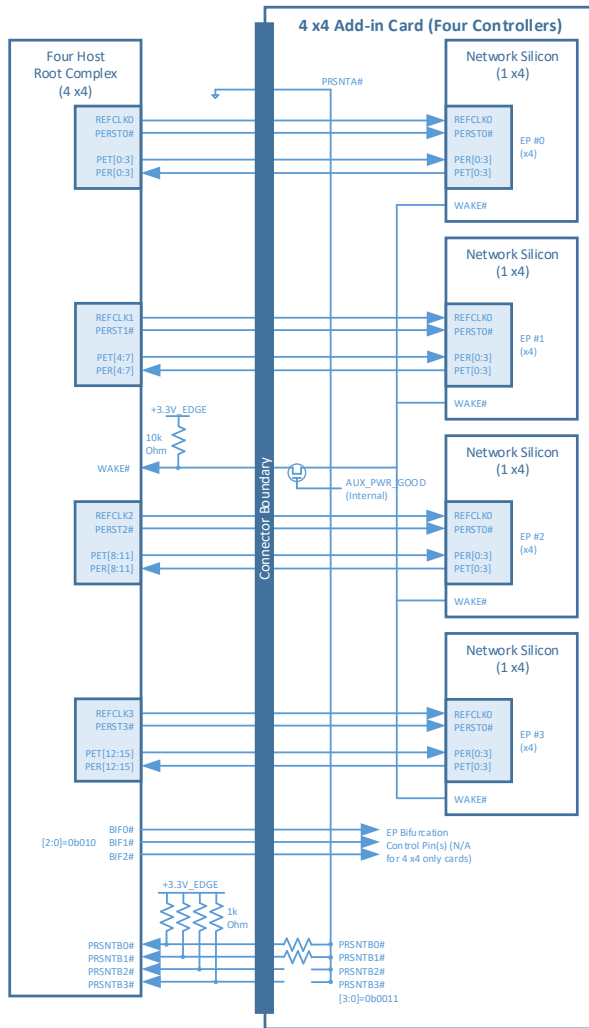 4 x4 Add-in Card (Four Controllers)
Four Host
Root Complex
(4 x4)
Network Silicon
(1 x4)
PRSNTA#
REFCLK0
PERST0#
PET[0:3]
PER[0:3]
REFCLK0
PERST0#
PER[0:3]
PET[0:3]
EP #0
(x4)
WAKE#
Network Silicon
(1 x4)
REFCLK1
PERST1#
PET[4:7]
PER[4:7]
REFCLK0
PERST0#
PER[0:3]
PET[0:3]
EP #1
(x4)
WAKE#
+3.3V_EDGE
10k
Ohm
WAKE#
AUX_PWR_GOOD
(Internal)
Connector Boundary
Network Silicon
(1 x4)
REFCLK2
PERST2#
PET[8:11]
PER[8:11]
REFCLK0
PERST0#
PER[0:3]
PET[0:3]
EP #2
(x4)
WAKE#
Network Silicon
(1 x4)
REFCLK3
PERST3#
PET[12:15]
PER[12:15]
REFCLK0
PERST0#
PER[0:3]
PET[0:3]
EP #3
(x4)
WAKE#
BIF0#
[2:0]=0b010 BIF1#
BIF2#
EP Bifurcation
Control Pin(s) (N/A
for 4 x4 only cards)
+3.3V_EDGE
1k
Ohm
PRSNTB0#
PRSNTB1#
PRSNTB2#
PRSNTB3#
PRSNTB0#
PRSNTB1#
PRSNTB2#
PRSNTB3#
[3:0]=0b0011